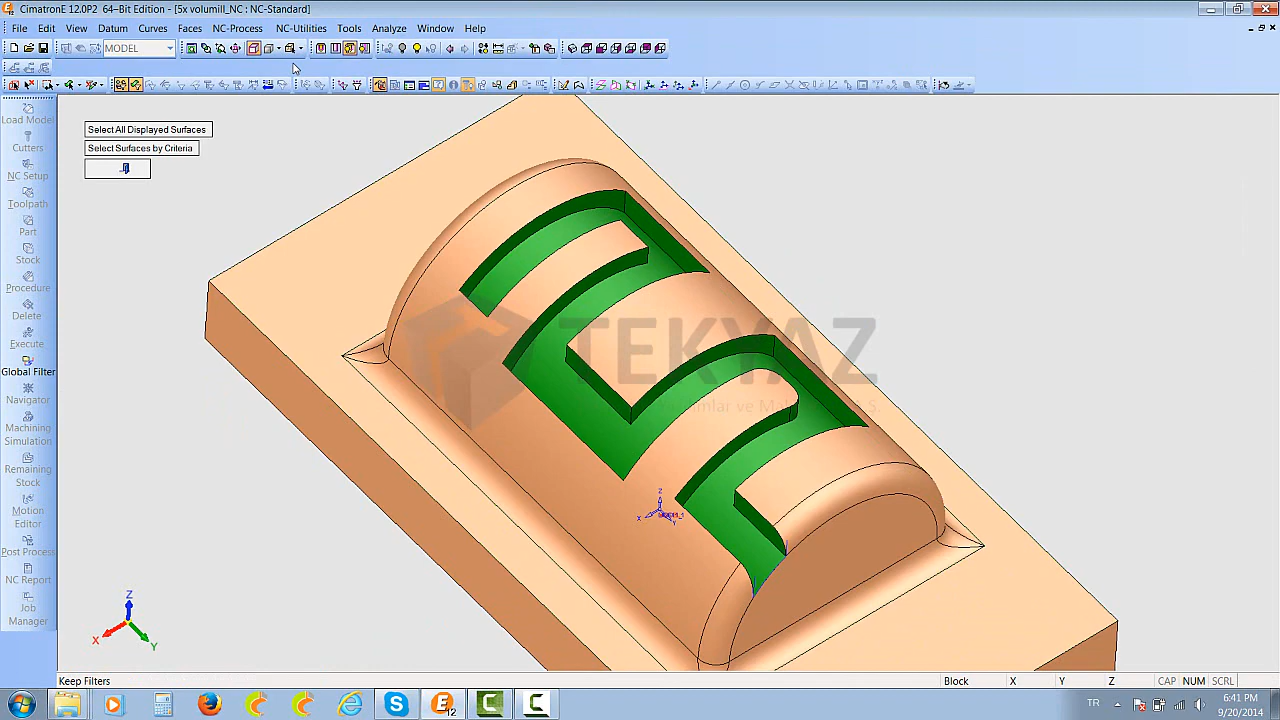 CimatronE 12.0P2  64–Bit Edition - [5x volumill_NC : NC-Standard]
File Edit View Datum Curves Faces NC-Process NC-Utilities Tools Analyze Window Help
MODEL
Load Model
Cutters
NC Setup
Toolpath
Part
Stock
Procedure
Delete
Execute
Global Filter
Navigator
Machining
Simulation
Remaining
Stock
Motion
Editor
Post Process
NC Report
Job
Manager
Select All Displayed Surfaces
Select Surfaces by Criteria
TEKYAZ
Z
X
Y
Z
X
Y
Keep Filters
Block X Y Z CAP NUM SCRL
E 12
TR
6:41 PM
9/20/2014